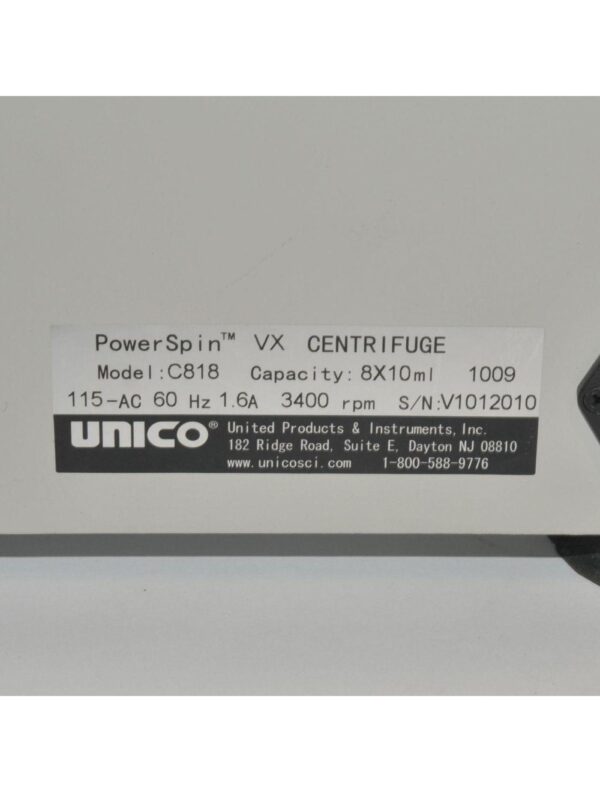 PowerSpin™ VX CENTRIFUGE
Model:C818 Capacity: 8X10ml 1009
115-AC 60 Hz 1.6A 3400 rpm S/N:V1012010
UNICO® United Products & Instruments, Inc.
182 Ridge Road, Suite E, Dayton NJ 08810
www.unicosci.com 1-800-588-9776